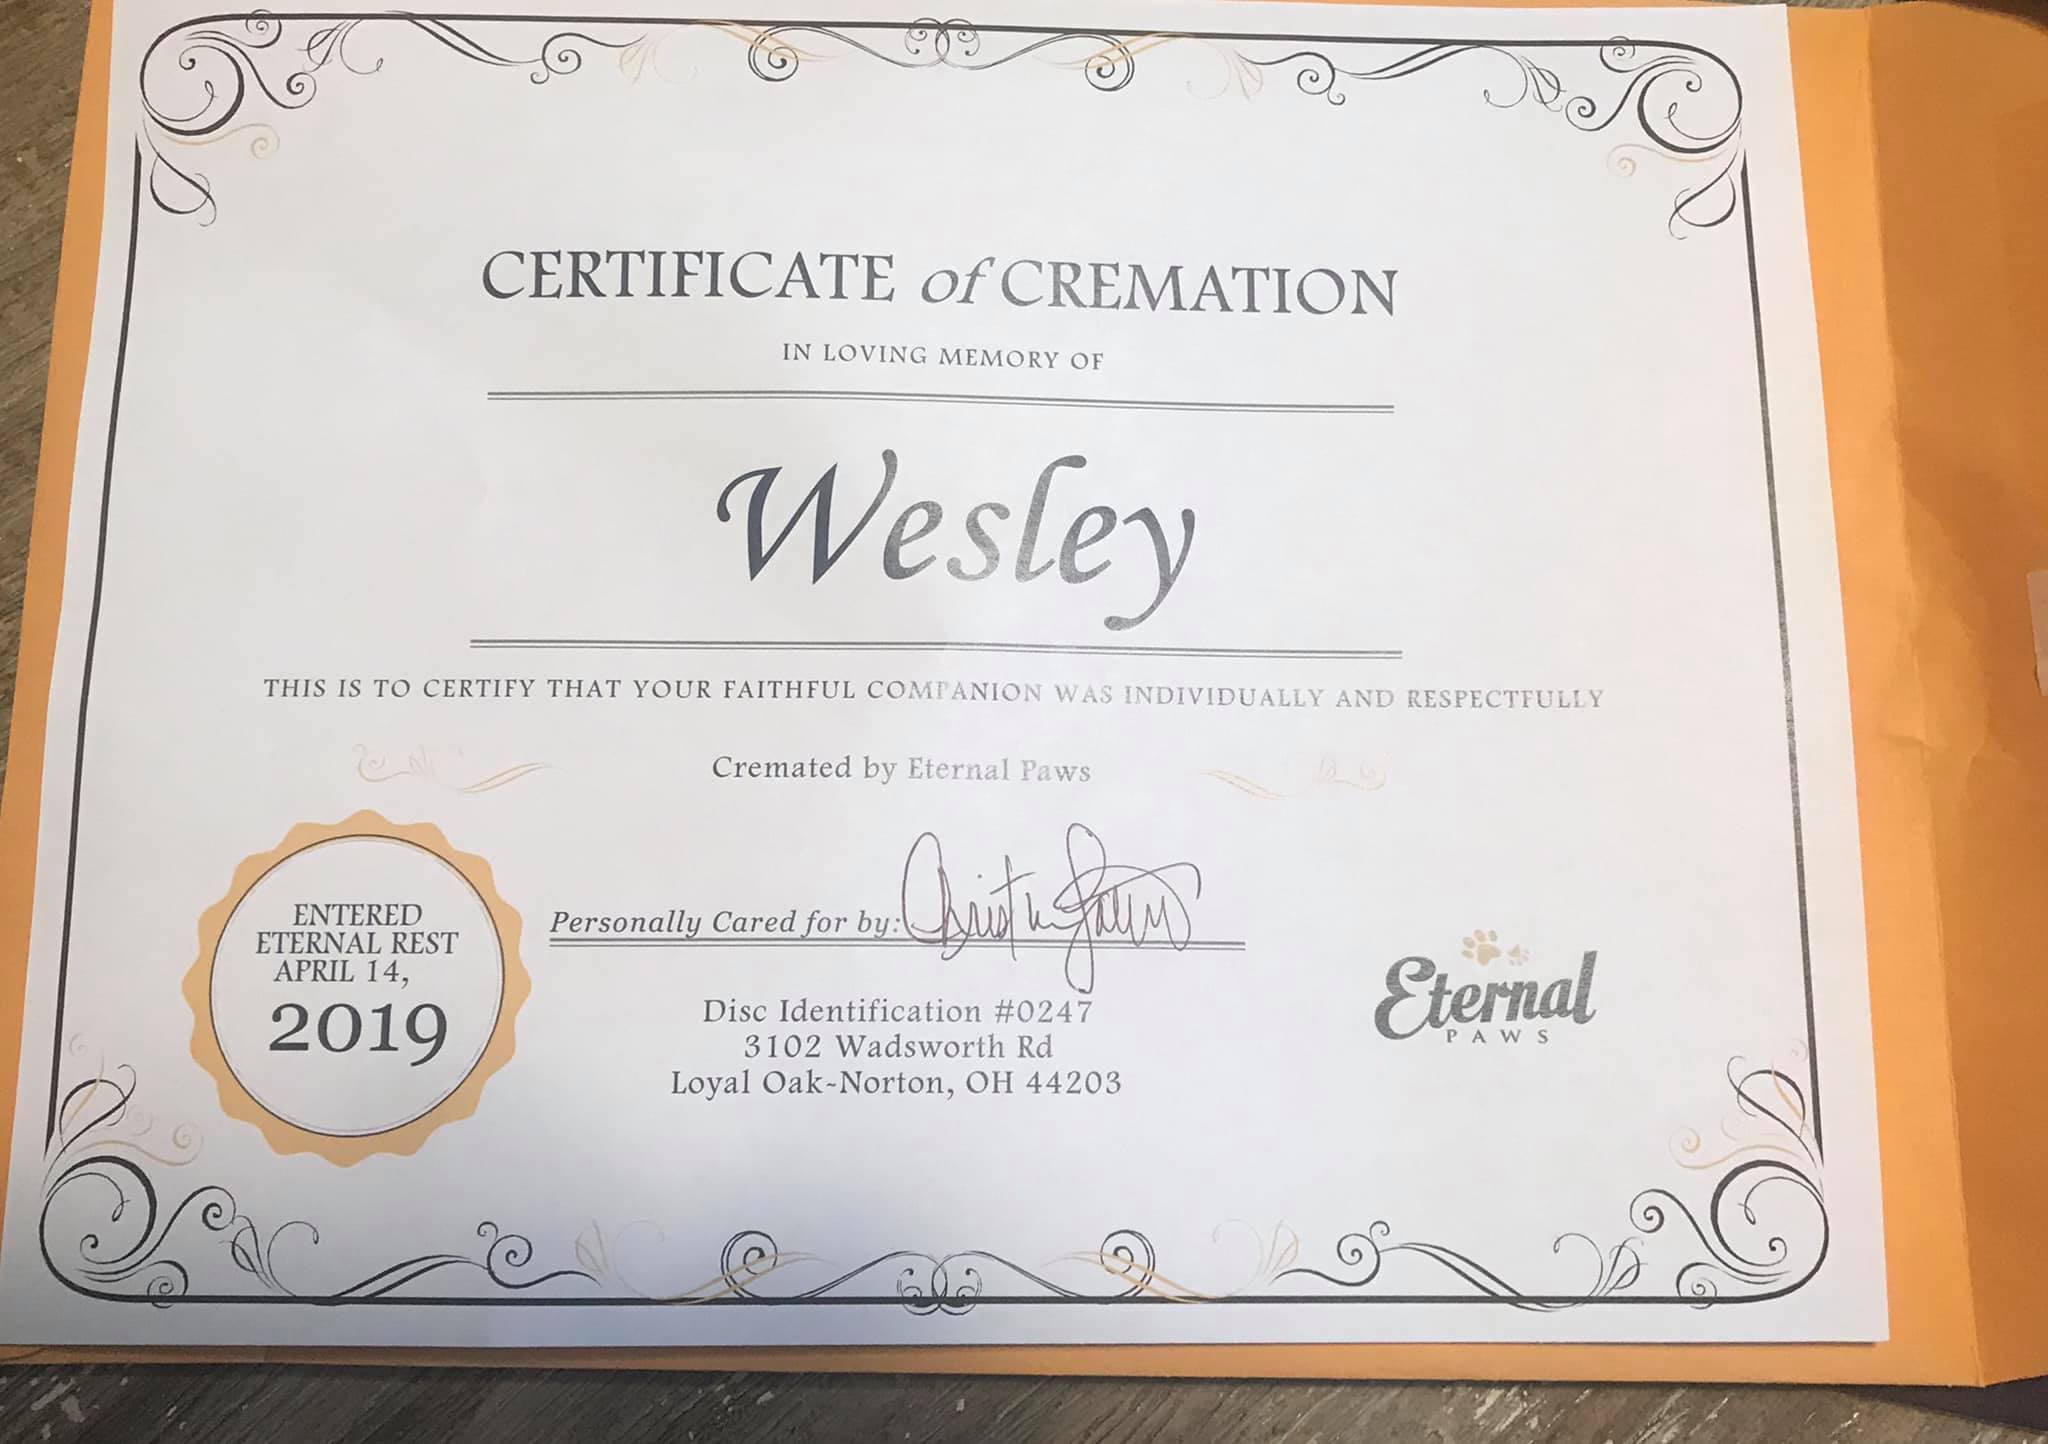 CERTIFICATE of CREMATION
IN LOVING MEMORY OF
Wesley
THIS IS TO CERTIFY THAT YOUR FAITHFUL COMPANION WAS INDIVIDUALLY AND RESPECTFULLY
Cremated by Eternal Paws
ENTERED
ETERNAL REST
APRIL 14,
2019
Personally Cared for by:
Disc Identification #0247
3102 Wadsworth Rd
Loyal Oak-Norton, OH 44203
Eternal
PAWS